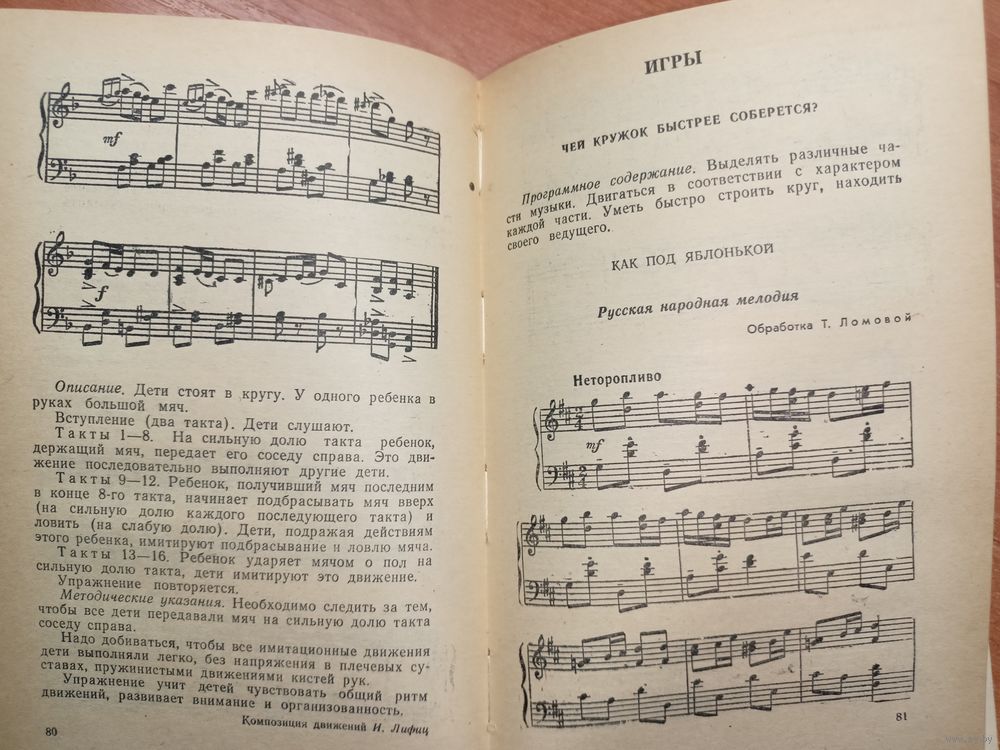 mf
f
Описание. Дети стоят в кругу. У одного ребенка в
руках большой мяч.
Вступление (два такта). Дети слушают.
Такты 1—8. На сильную долю такта ребенок,
держащий мяч, передает его соседу справа. Это дви-
жение последовательно выполняют другие дети.
Такты 9—12. Ребенок, получивший мяч последним
в конце 8-го такта, начинает подбрасывать мяч вверх
(на сильную долю каждого последующего такта) и
ловить (на слабую долю). Дети, подражая действиям
этого ребенка, имитируют подбрасывание и ловлю мяча.
Такты 13—16. Ребенок ударяет мячом о пол на
сильную долю такта, дети имитируют это движение.
Упражнение повторяется.
Методические указания. Необходимо следить за тем,
чтобы все дети передавали мяч на сильную долю такта
соседу справа.
Надо добиваться, чтобы все имитационные движения
дети выполняли легко, без напряжения в плечевых су-
ставах, пружинистыми движениями кистей рук.
Упражнение учит детей чувствовать общий ритм
движений, развивает внимание и организованность.
Композиция движений И. Лифиц
80
ИГРЫ
ЧЕЙ КРУЖОК БЫСТРЕЕ СОБЕРЕТСЯ?
Программное содержание. Выделять различные ча-
сти музыки. Двигаться в соответствии с характером
каждой части. Уметь быстро строить круг, находить
своего ведущего.
КАК ПОД ЯБЛОНЬКОЙ
Русская народная мелодия
Обработка Т. Ломовой
Неторопливо
2/4
mf
2/4
81